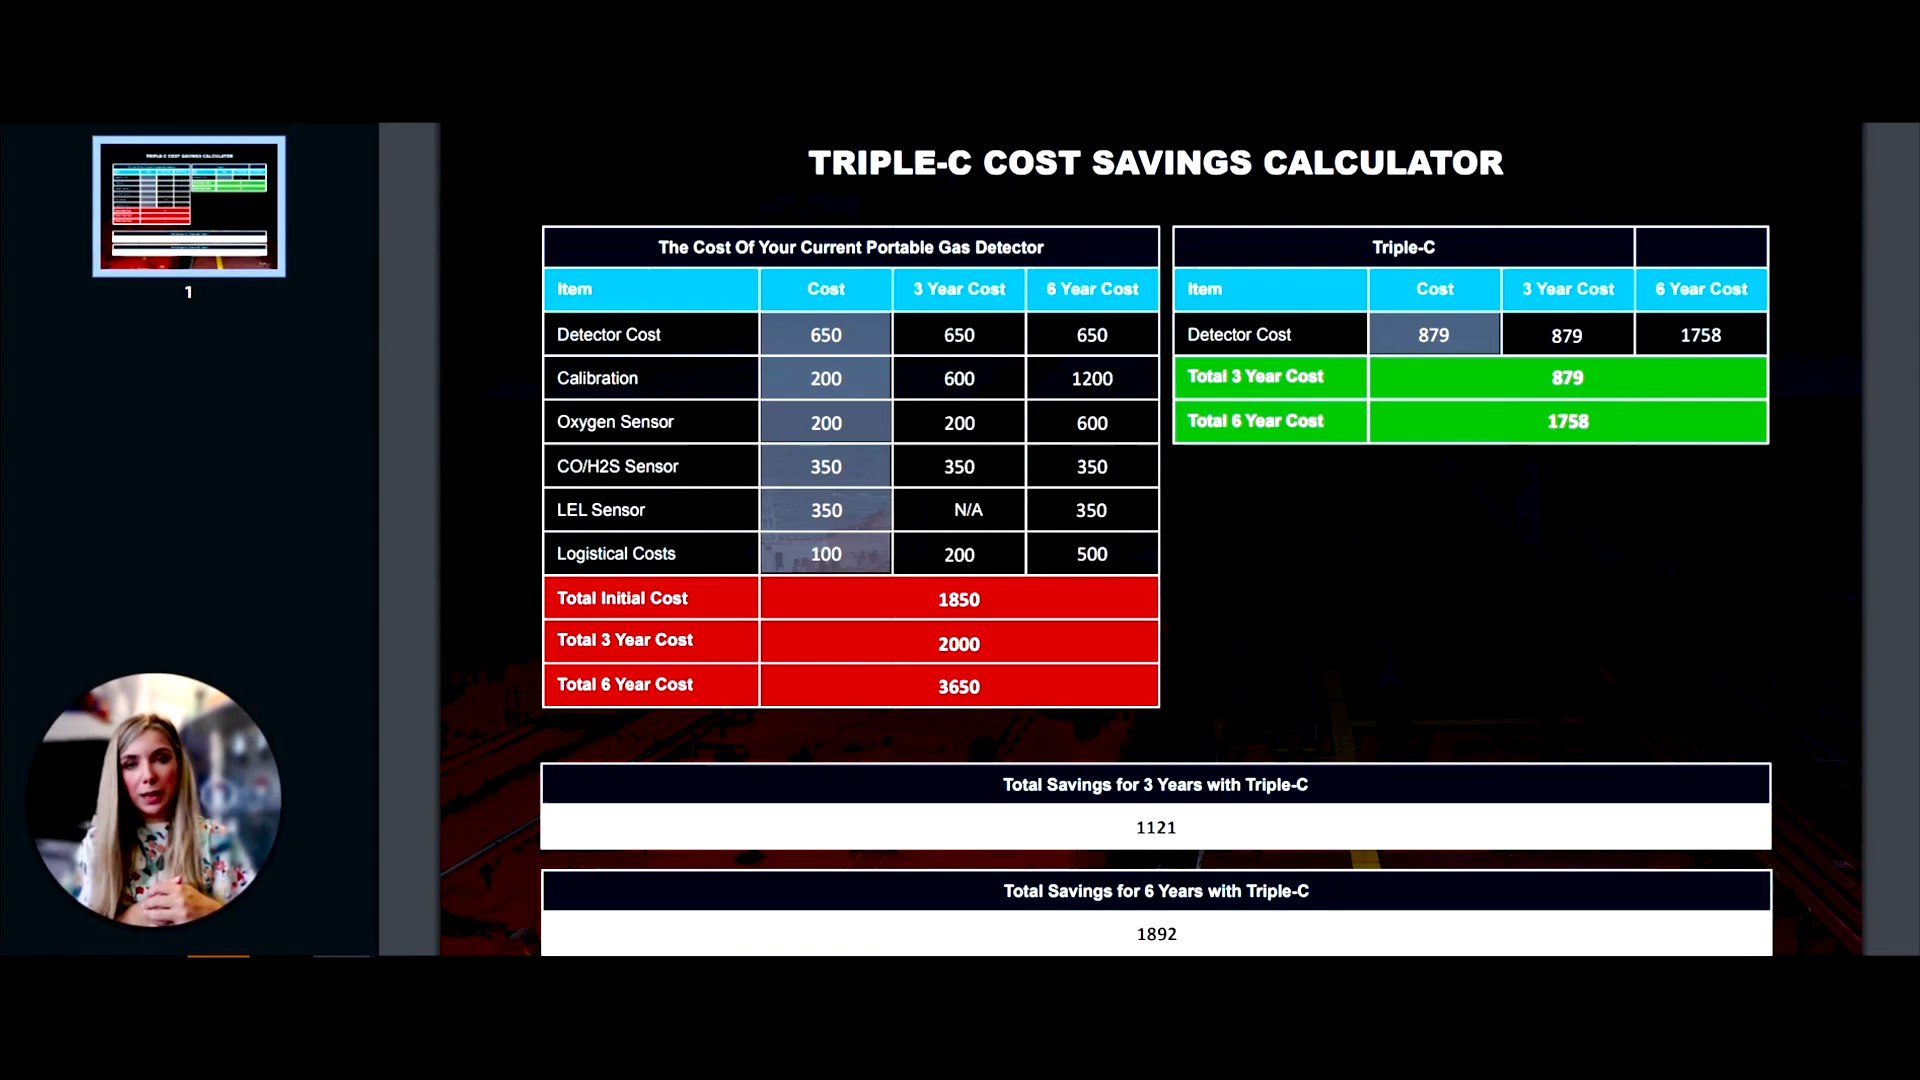 TRIPLE-C COST SAVINGS CALCULATOR
The Cost Of Your Current Portable Gas Detector
Item Cost 3 Year Cost 6 Year Cost
Detector Cost 650 650 650
Calibration 200 600 1200
Oxygen Sensor 200 200 600
CO/H2S Sensor 350 350 350
LEL Sensor 350 N/A 350
Logistical Costs 100 200 500
Total Initial Cost 1850
Total 3 Year Cost 2000
Total 6 Year Cost 3650
Triple-C
Item Cost 3 Year Cost 6 Year Cost
Detector Cost 879 879 1758
Total 3 Year Cost 879
Total 6 Year Cost 1758
Total Savings for 3 Years with Triple-C
1121
Total Savings for 6 Years with Triple-C
1892
TRIPLE-C COST SAVINGS CALCULATOR
1